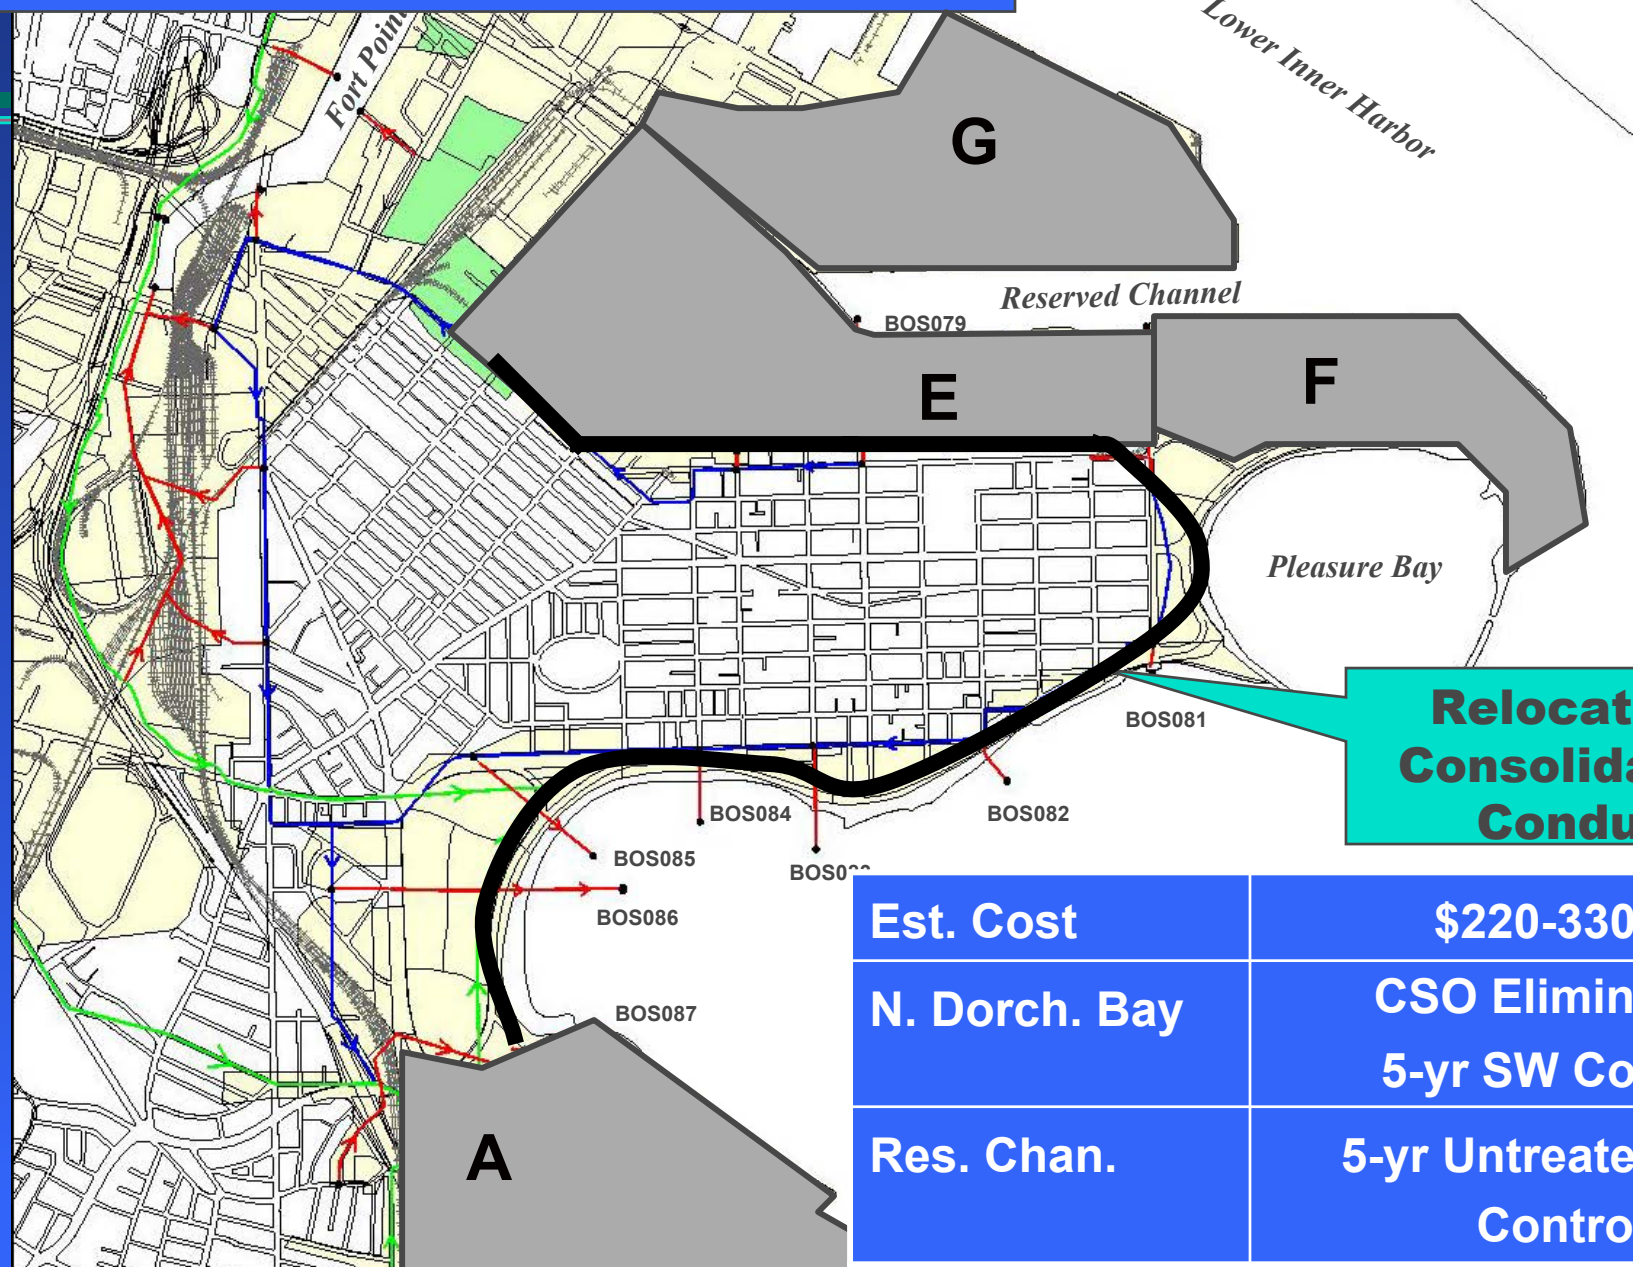 Fort Point
Lower Inner Harbor
G
Reserved Channel
BOS079
E
F
Pleasure Bay
BOS081
Relocat
Consolida
Condu
BOS084
BOS082
BOS085
BOS086
BOS087
A
Est. Cost $220-330
N. Dorch. Bay CSO Elimin
5-yr SW Co
Res. Chan. 5-yr Untreate
Contro